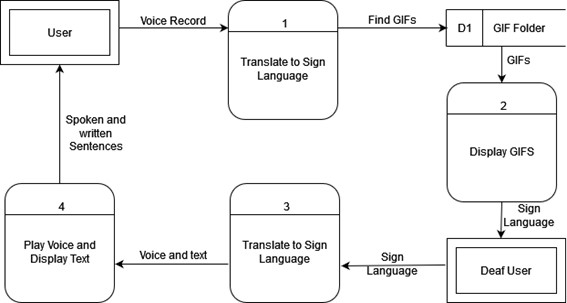 User
Voice Record
1
Translate to Sign
Language
Find GIFs
D1
GIF Folder
GIFs
2
Display GIFS
Sign
Language
Deaf User
Sign
Language
3
Translate to Sign
Language
Voice and text
4
Play Voice and
Display Text
Spoken and
written
Sentences